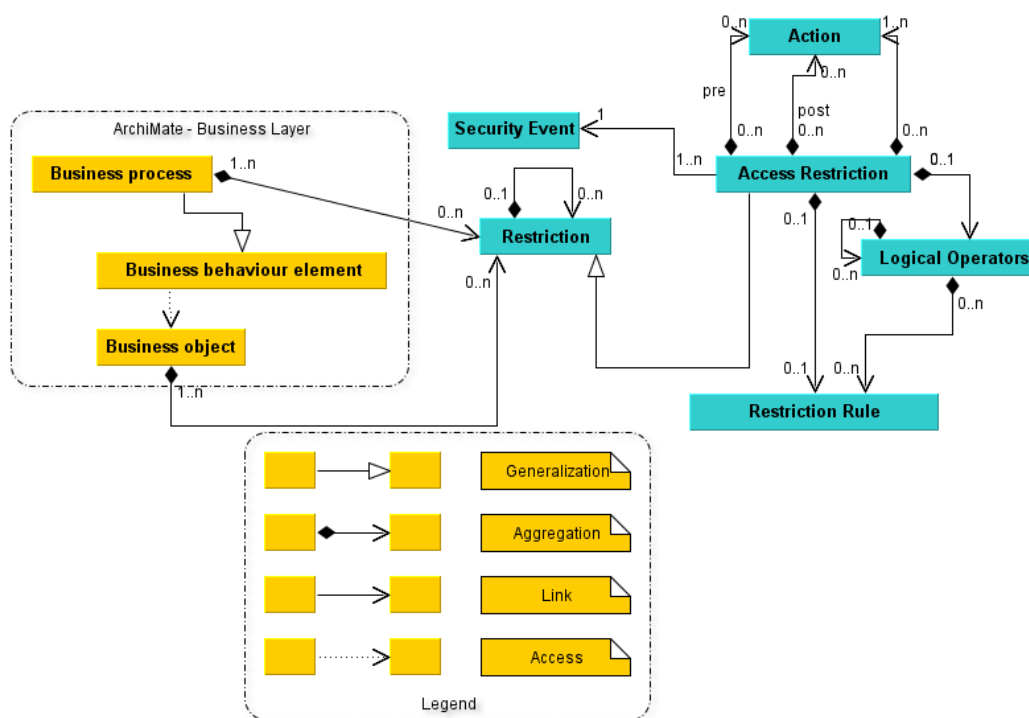 0..n
Action
1..n
0..n
pre
post
ArchiMate - Business Layer
Security Event
1
0..n
0..n
0..n
1..n
Access Restriction
0..1
Business process
1..n
0..1
0..n
0..n
Restriction
0..1
0..1
Logical Operators
0..n
Business behaviour element
0..n
0..n
Business object
1..n
0..1
0..n
Restriction Rule
Generalization
Aggregation
Link
Access
Legend